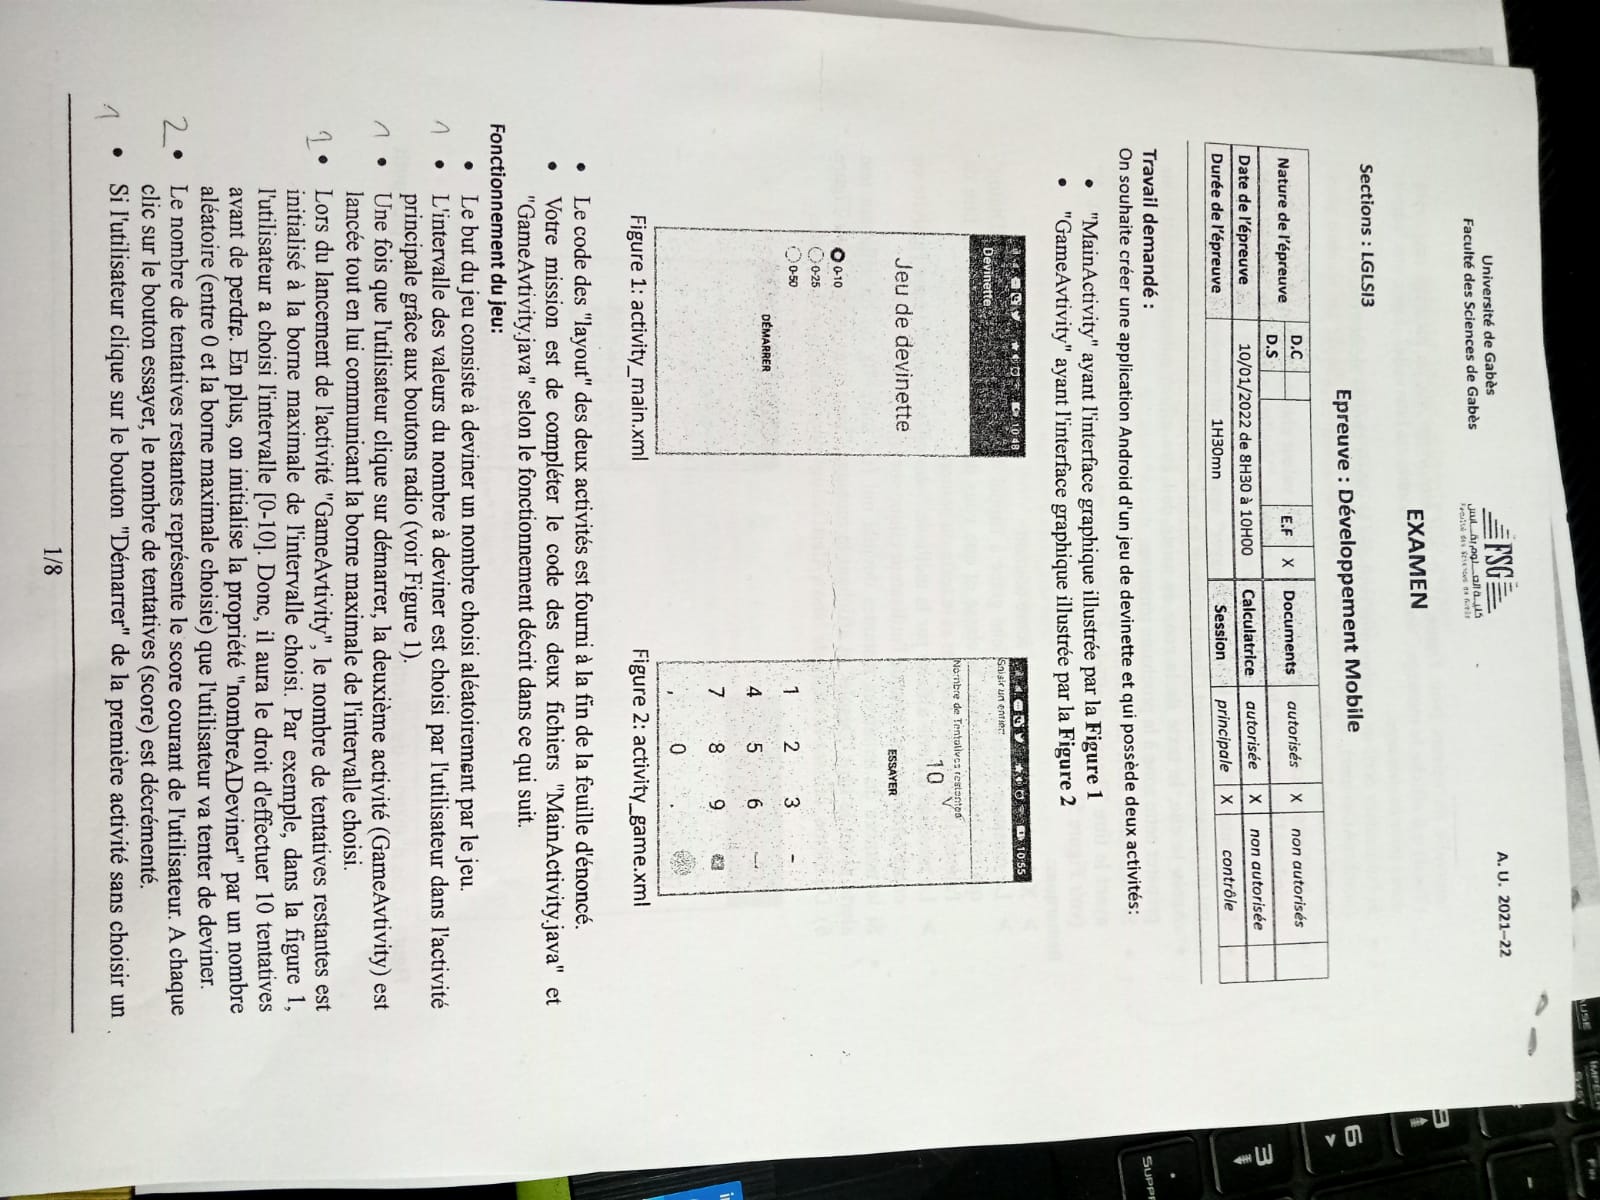 Université de Gabès
Faculté des Sciences de Gabès
FSG
كلية العلوم بقابس
Faculté des Sciences de Gabès
A.U. 2021–22
EXAMEN
Epreuve : Développement Mobile
Sections : LGLSI3
Nature de l'épreuve D.C E.F X Documents autorisés X non autorisés
D.S
Date de l'épreuve 10/01/2022 de 8H30 à 10H00 Calculatrice autorisée X non autorisée
Durée de l'épreuve 1H30mn Session principale X contrôle
Travail demandé :
On souhaite créer une application Android d'un jeu de devinette et qui possède deux activités:
• "MainActivity" ayant l'interface graphique illustrée par la Figure 1
• "GameAvtivity" ayant l'interface graphique illustrée par la Figure 2
10:48
Devinette
Jeu de devinette
0-10
0-25
0-50
DÉMARRER
Figure 1: activity_main.xml
10:55
Saisir un entier
Nombre de Tentatives restantes
10
ESSAYER
1 2 3 -
4 5 6
7 8 9
, 0 .
Figure 2: activity_game.xml
• Le code des "layout" des deux activités est fourni à la fin de la feuille d'énoncé.
• Votre mission est de compléter le code des deux fichiers "MainActivity.java" et
"GameAvtivity.java" selon le fonctionnement décrit dans ce qui suit.
Fonctionnement du jeu:
• Le but du jeu consiste à deviner un nombre choisi aléatoirement par le jeu.
1 • L'intervalle des valeurs du nombre à deviner est choisi par l'utilisateur dans l'activité
principale grâce aux boutons radio (voir Figure 1).
1 • Une fois que l'utilisateur clique sur démarrer, la deuxième activité (GameAvtivity) est
lancée tout en lui communicant la borne maximale de l'intervalle choisi.
• Lors du lancement de l'activité "GameAvtivity", le nombre de tentatives restantes est
initialisé à la borne maximale de l'intervalle choisi. Par exemple, dans la figure 1,
l'utilisateur a choisi l'intervalle [0-10]. Donc, il aura le droit d'effectuer 10 tentatives
avant de perdre. En plus, on initialise la propriété "nombreADeviner" par un nombre
aléatoire (entre 0 et la borne maximale choisie) que l'utilisateur va tenter de deviner.
2 • Le nombre de tentatives restantes représente le score courant de l'utilisateur. A chaque
clic sur le bouton essayer, le nombre de tentatives (score) est décrémenté.
1 • Si l'utilisateur clique sur le bouton "Démarrer" de la première activité sans choisir un
1/8
6
3
SUPPR